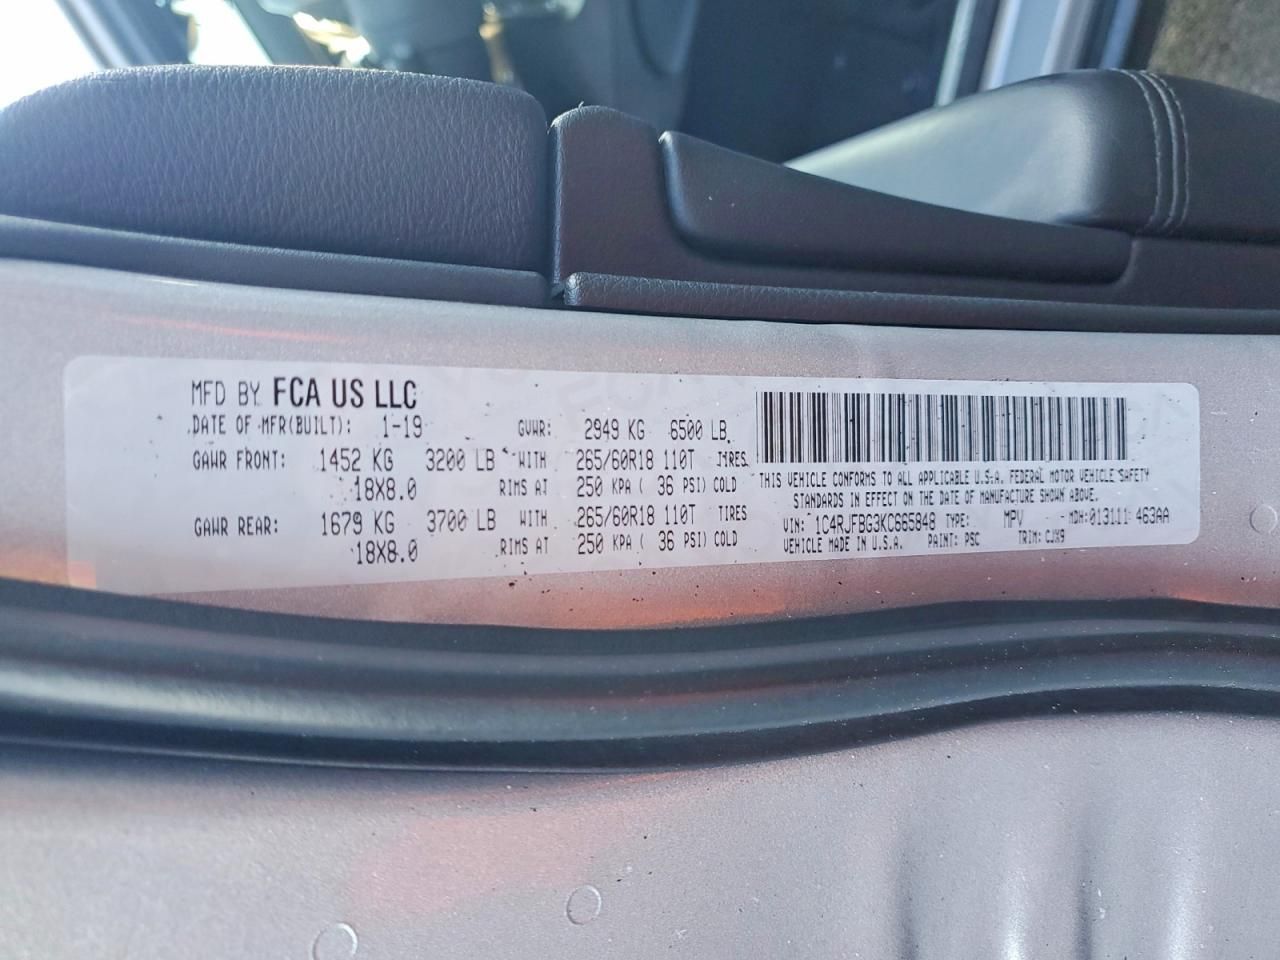 MFD BY FCA US LLC
DATE OF MFR(BUILT): 1-19 GVWR: 2949 KG 6500 LB
GAWR FRONT: 1452 KG 3200 LB WITH 265/60R18 110T TIRES
18X8.0 RIMS AT 250 KPA ( 36 PSI) COLD
GAWR REAR: 1679 KG 3700 LB WITH 265/60R18 110T TIRES
18X8.0 RIMS AT 250 KPA ( 36 PSI) COLD
THIS VEHICLE CONFORMS TO ALL APPLICABLE U.S.A. FEDERAL MOTOR VEHICLE SAFETY
STANDARDS IN EFFECT ON THE DATE OF MANUFACTURE SHOWN ABOVE.
VIN: 1C4RJFBG3KC665848 TYPE: MPV MDH:013111 463AA
VEHICLE MADE IN U.S.A. PAINT: PSC TRIM: CJX9